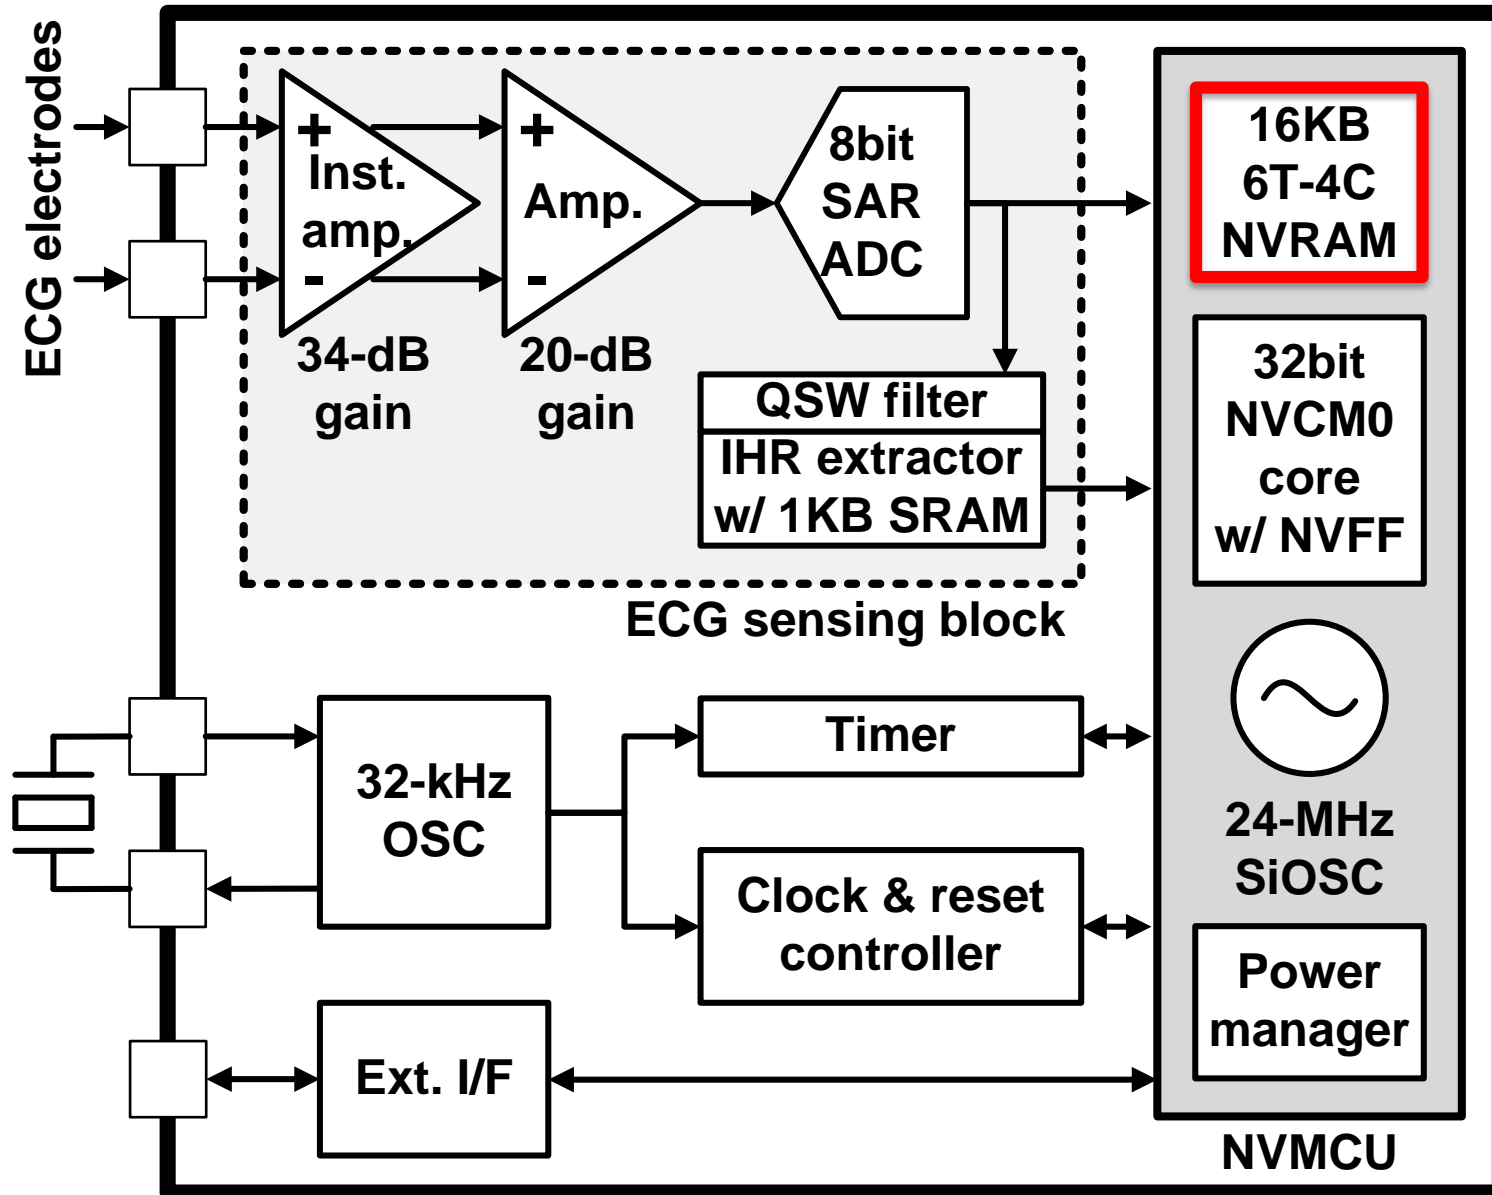 ECG electrodes
+
Inst.
amp.
-
34-dB
gain
+
Amp.
-
20-dB
gain
8bit
SAR
ADC
QSW filter
IHR extractor
w/ 1KB SRAM
ECG sensing block
16KB
6T-4C
NVRAM
32bit
NVCM0
core
w/ NVFF
24-MHz
SiOSC
Power
manager
NVMCU
32-kHz
OSC
Timer
Clock & reset
controller
Ext. I/F